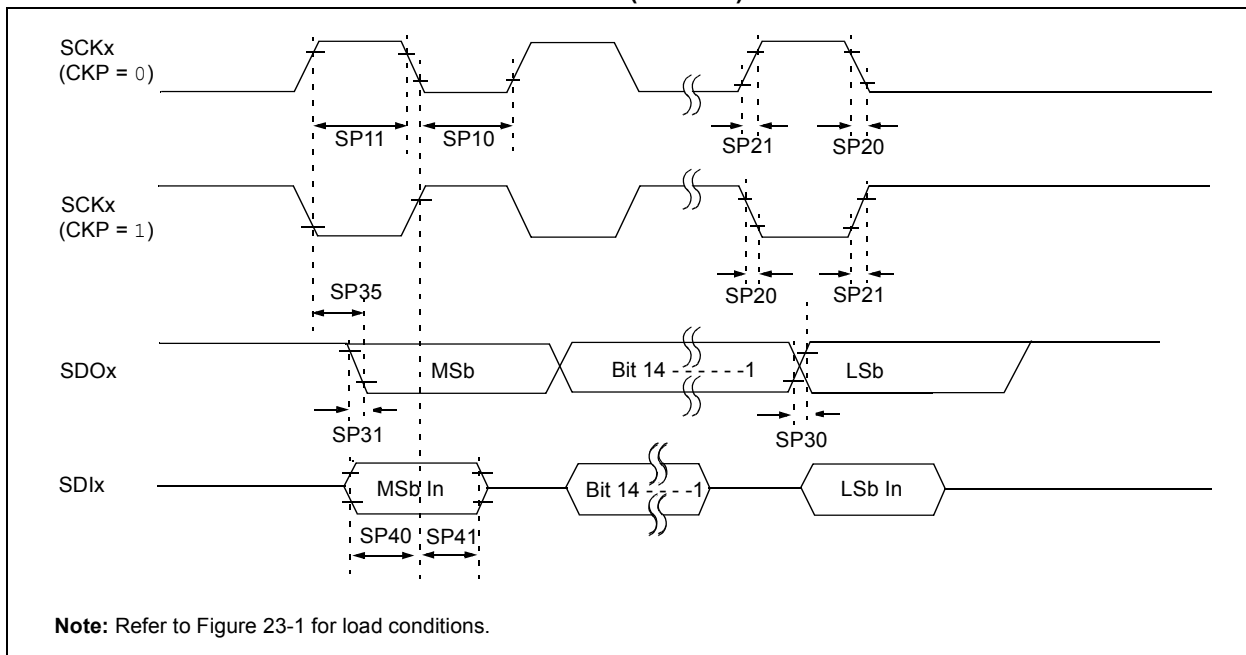 SCKx
(CKP = 0)
SP11
SP10
SP21
SP20
SCKx
(CKP = 1)
SP35
SP20
SP21
SDOx
MSb
Bit 14 - - - - - -1
LSb
SP31
SP30
SDIx
MSb In
Bit 14 - - - -1
LSb In
SP40
SP41
Note: Refer to Figure 23-1 for load conditions.